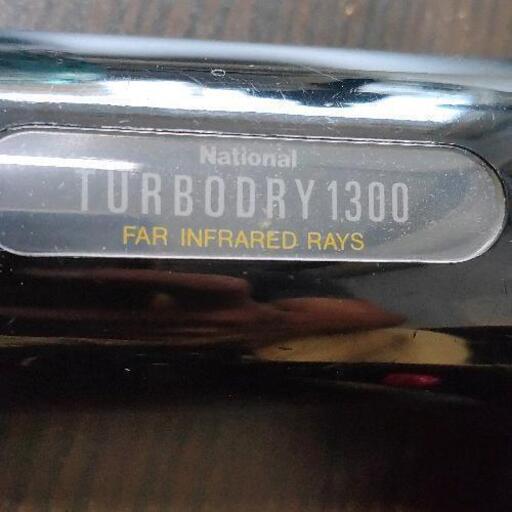 National
TURBODRY 1300
FAR INFRARED RAYS